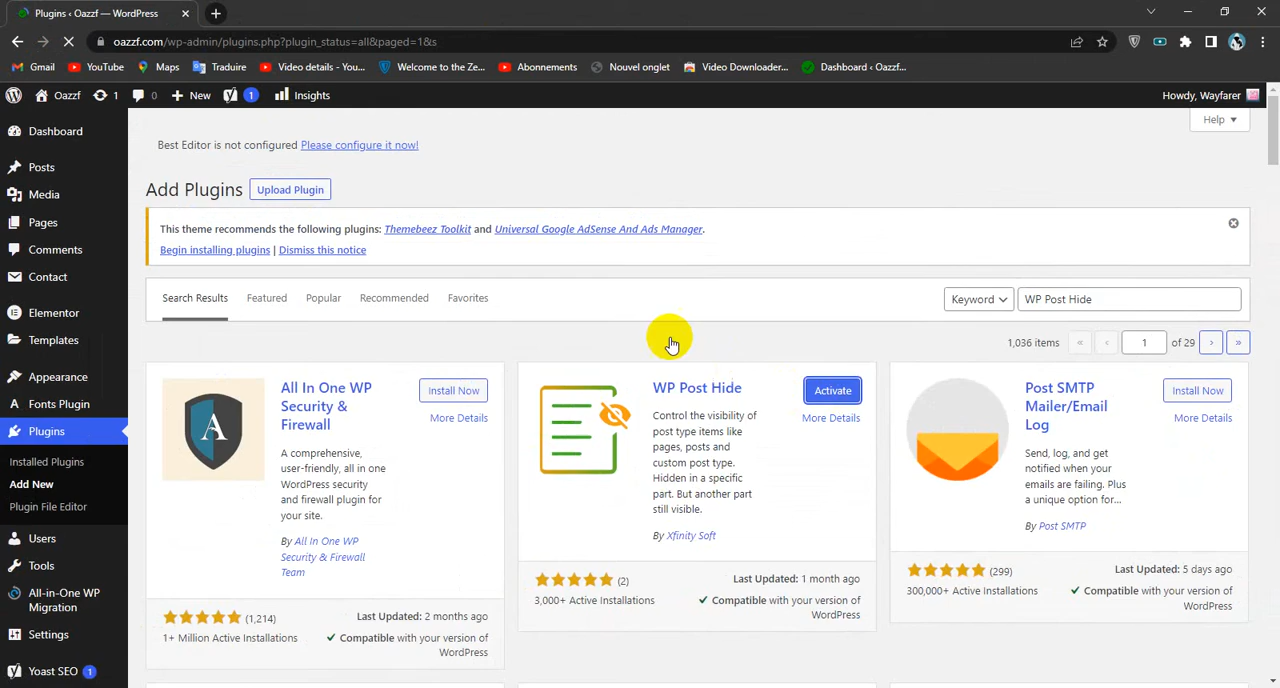 Plugins ‹ Oazzf — WordPress
oazzf.com/wp-admin/plugins.php?plugin_status=all&paged=1&s
Gmail
YouTube
Maps
Traduire
Video details - You...
Welcome to the Ze...
Abonnements
Nouvel onglet
Video Downloader...
Dashboard ‹ Oazzf...
Oazzf
1
0
New
1
Insights
Howdy, Wayfarer
Dashboard
Posts
Media
Pages
Comments
Contact
Elementor
Templates
Appearance
Fonts Plugin
Plugins
Installed Plugins
Add New
Plugin File Editor
Users
Tools
All-in-One WP
Migration
Settings
Yoast SEO 1
Help
Best Editor is not configured Please configure it now!
Add Plugins
Upload Plugin
This theme recommends the following plugins: Themebeez Toolkit and Universal Google AdSense And Ads Manager.
Begin installing plugins | Dismiss this notice
Search Results
Featured
Popular
Recommended
Favorites
Keyword
WP Post Hide
1,036 items
«
‹
1
of 29
›
»
A
All In One WP
Security &
Firewall
Install Now
More Details
A comprehensive,
user-friendly, all in one
WordPress security
and firewall plugin for
your site.
By All In One WP
Security & Firewall
Team
(1,214)
Last Updated: 2 months ago
1+ Million Active Installations
Compatible with your version of
WordPress
WP Post Hide
Activate
More Details
Control the visibility of
post type items like
pages, posts and
custom post type.
Hidden in a specific
part. But another part
still visible.
By Xfinity Soft
(2)
Last Updated: 1 month ago
3,000+ Active Installations
Compatible with your version of
WordPress
Post SMTP
Mailer/Email
Log
Install Now
More Details
Send, log, and get
notified when your
emails are failing. Plus
a unique option for...
By Post SMTP
(299)
Last Updated: 5 days ago
300,000+ Active Installations
Compatible with your version of
WordPress